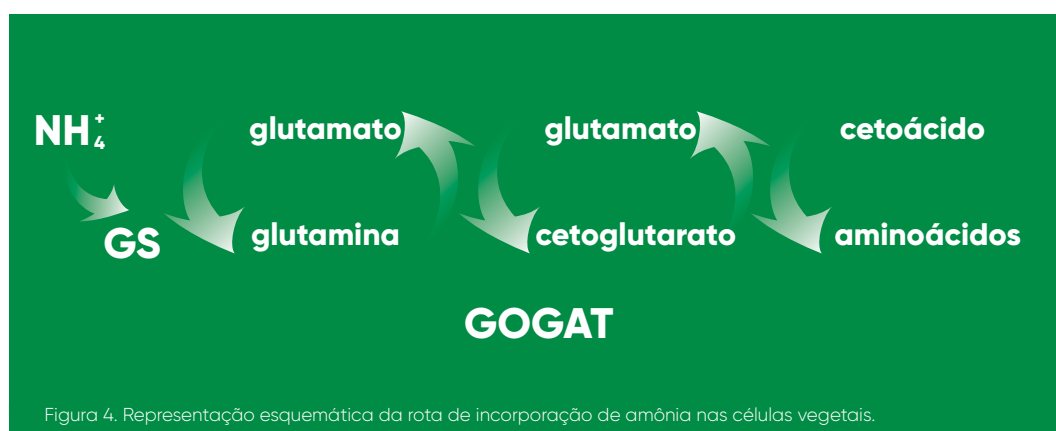 NH₄⁺ glutamato glutamato cetoácido
GS glutamina cetoglutarato aminoácidos
GOGAT
Figura 4. Representação esquemática da rota de incorporação de amônia nas células vegetais.